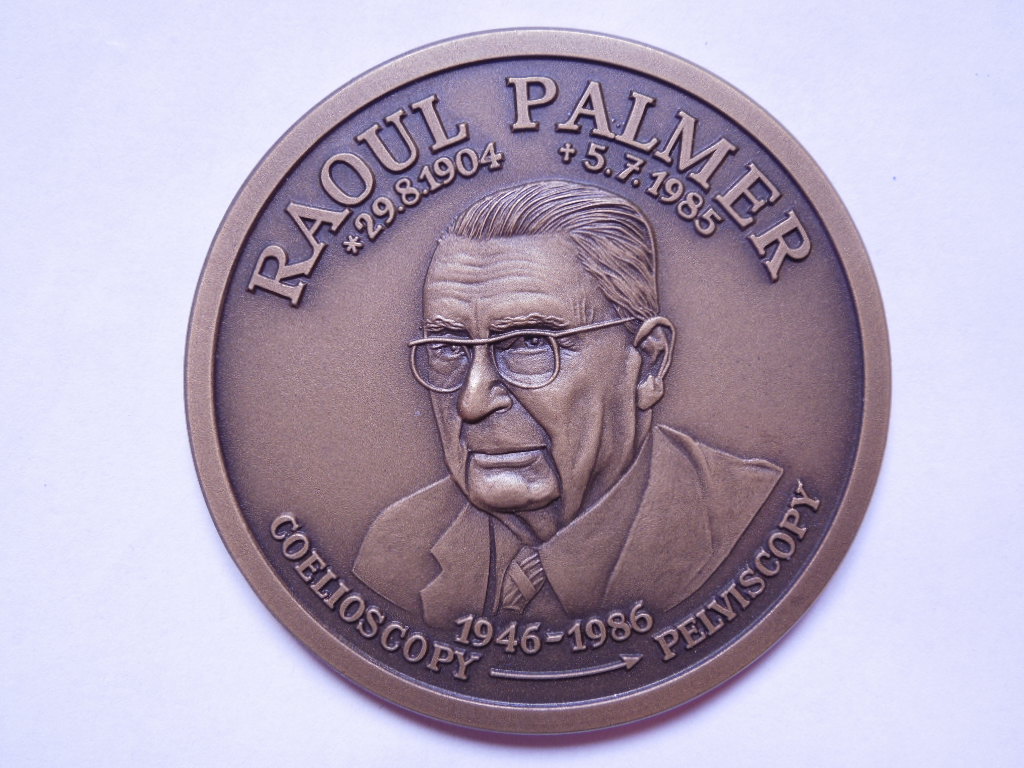 RAOUL PALMER
*29.8.1904 †5.7.1985
1946-1986
COELIOSCOPY → PELVISCOPY